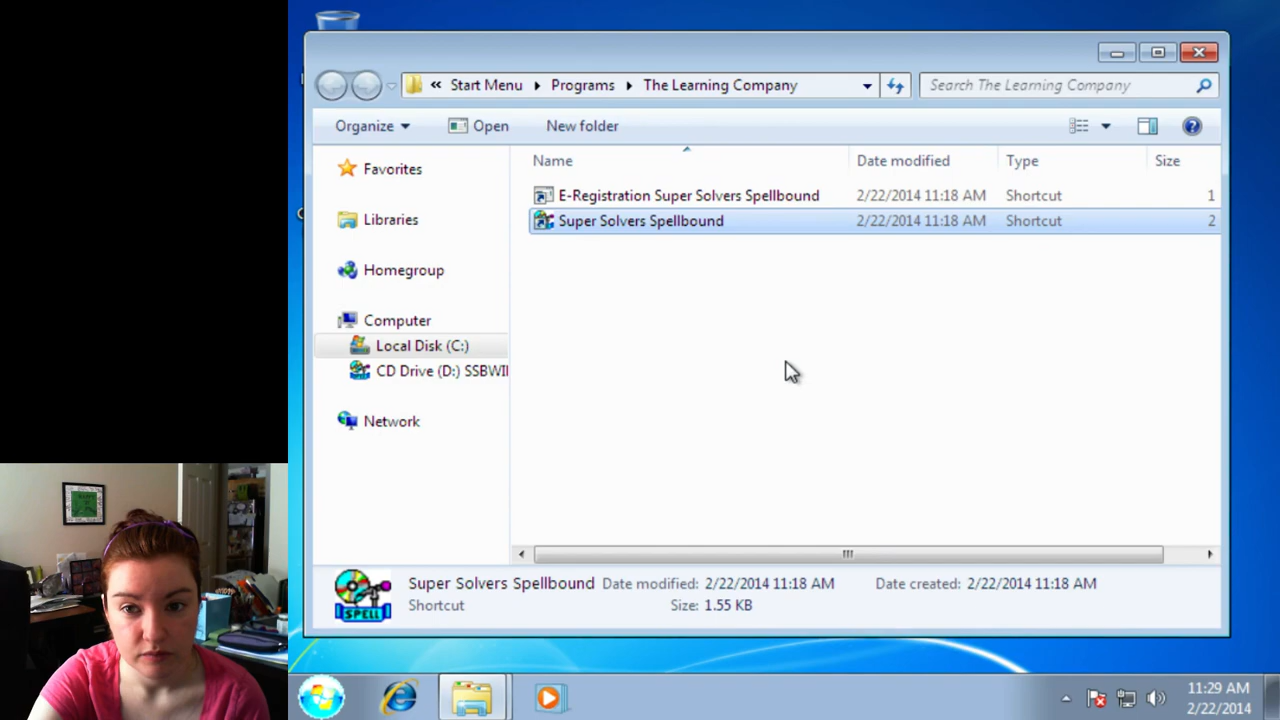 « Start Menu Programs The Learning Company
Search The Learning Company
Organize Open New folder
Name Date modified Type Size
Favorites
Libraries
Homegroup
Computer
Local Disk (C:)
CD Drive (D:) SSBWI
Network
E-Registration Super Solvers Spellbound 2/22/2014 11:18 AM Shortcut 1
Super Solvers Spellbound 2/22/2014 11:18 AM Shortcut 2
SPELL
Super Solvers Spellbound Date modified: 2/22/2014 11:18 AM Date created: 2/22/2014 11:18 AM
Shortcut Size: 1.55 KB
11:29 AM
2/22/2014